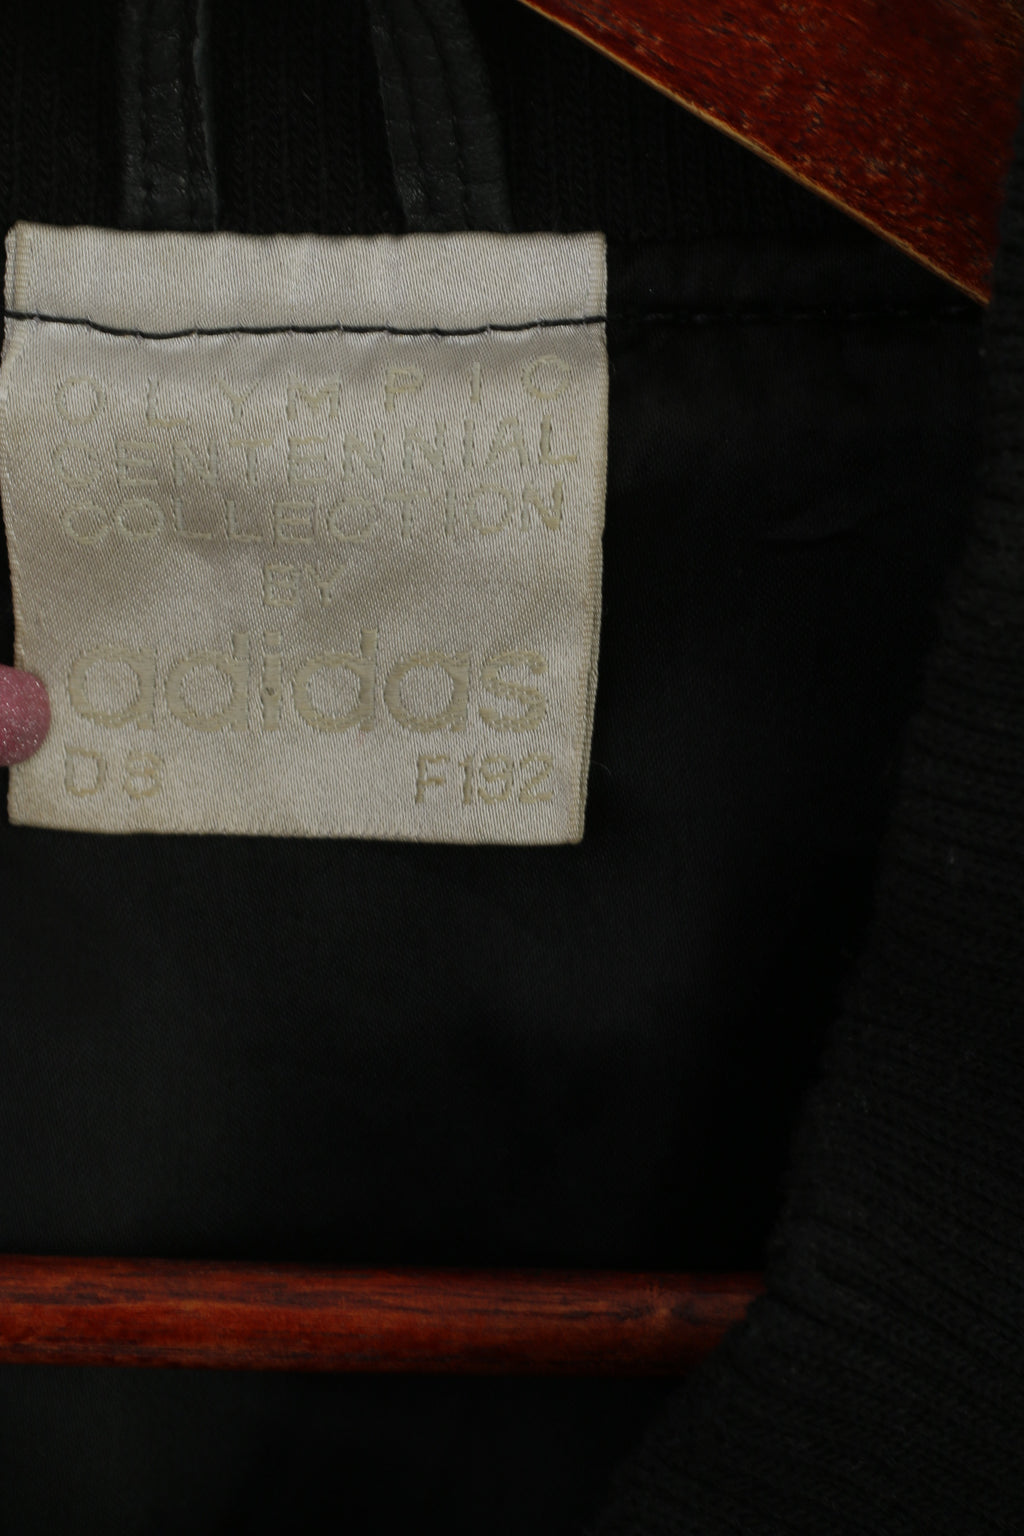 OLYMPIC
CENTENNIAL
COLLECTION
BY
adidas
D8 F192